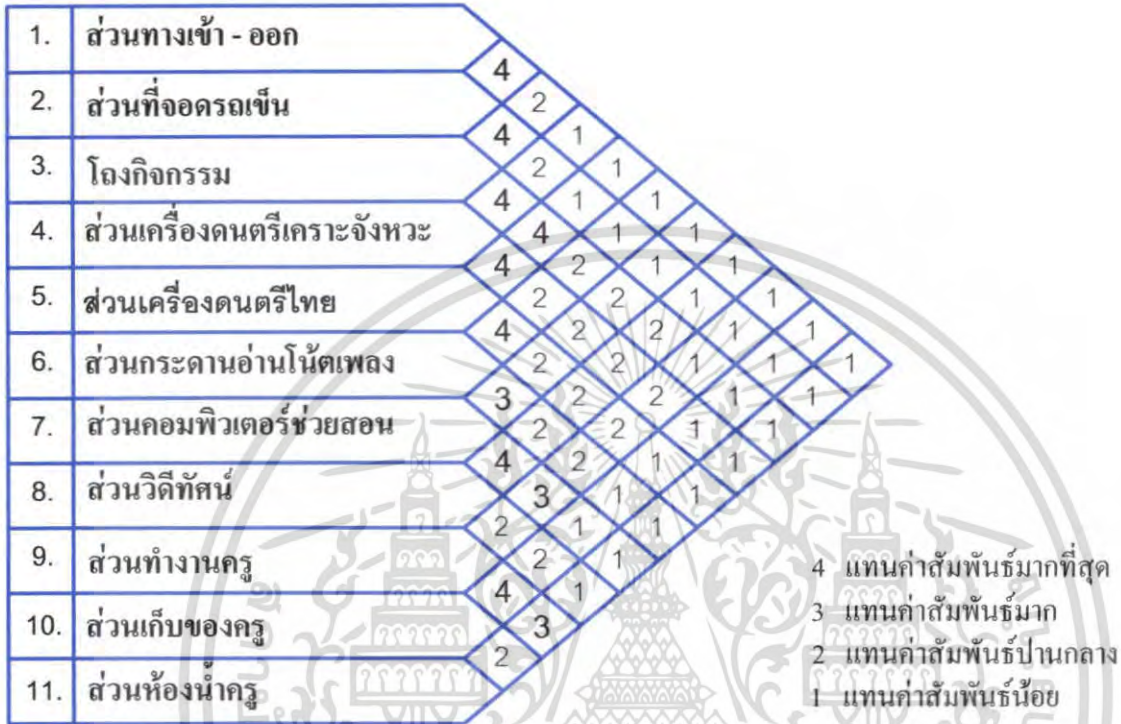 1. ส่วนทางเข้า - ออก
4
2. ส่วนที่จอดรถเข็น 2
4 1
3. โถงกิจกรรม 2 1
4 1 1
4. ส่วนเครื่องดนตรีเคราะจังหวะ 4 1 1
4 2 1 1
5. ส่วนเครื่องดนตรีไทย 2 2 1 1
4 2 2 1 1
6. ส่วนกระดานอ่านโน้ตเพลง 2 2 1 1 1
3 2 2 1 1
7. ส่วนคอมพิวเตอร์ช่วยสอน 2 2 1 1
4 2 1 1
8. ส่วนวิดีทัศน์ 3 1 1
2 1 1
9. ส่วนทำงานครู 2 1
4 1
10. ส่วนเก็บของครู 3
2
11. ส่วนห้องน้ำครู
4 แทนค่าสัมพันธ์มากที่สุด
3 แทนค่าสัมพันธ์มาก
2 แทนค่าสัมพันธ์ปานกลาง
1 แทนค่าสัมพันธ์น้อย